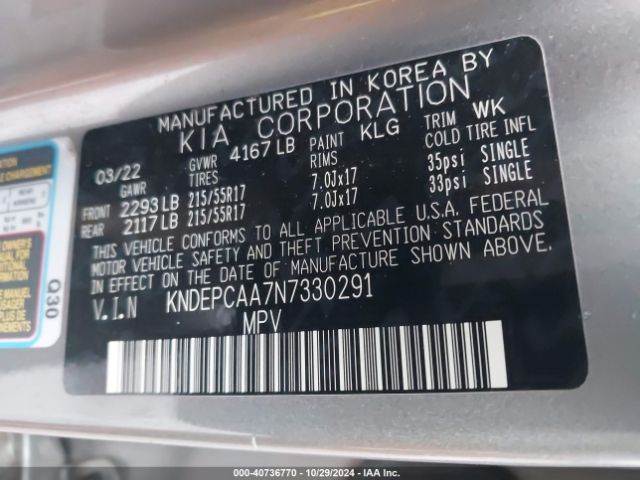 MANUFACTURED IN KOREA BY
KIA CORPORATION
03/22 GVWR 4167 LB PAINT KLG TRIM WK
GAWR TIRES RIMS COLD TIRE INFL
FRONT 2293 LB 215/55R17 7.0Jx17 35psi SINGLE
REAR 2117 LB 215/55R17 7.0Jx17 33psi SINGLE
THIS VEHICLE CONFORMS TO ALL APPLICABLE U.S.A. FEDERAL
MOTOR VEHICLE SAFETY AND THEFT PREVENTION STANDARDS
IN EFFECT ON THE DATE OF MANUFACTURE SHOWN ABOVE.
V.I.N KNDEPCAA7N7330291
MPV
Q30
000-40736770 - 10/29/2024 - IAA Inc.